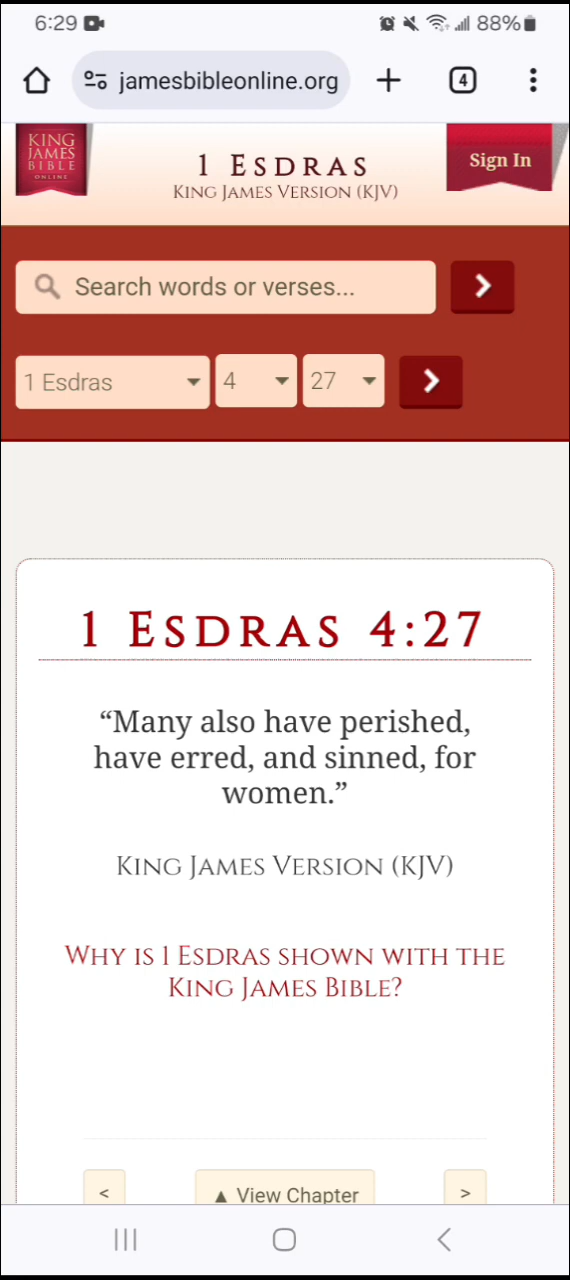 6:29
88%
jamesbibleonline.org
4
KING
JAMES
BIBLE
ONLINE
1 ESDRAS
KING JAMES VERSION (KJV)
Sign In
Search words or verses...
1 Esdras
4
27
1 ESDRAS 4:27
“Many also have perished,
have erred, and sinned, for
women.”
KING JAMES VERSION (KJV)
WHY IS 1 ESDRAS SHOWN WITH THE
KING JAMES BIBLE?
<
▲ View Chapter
>